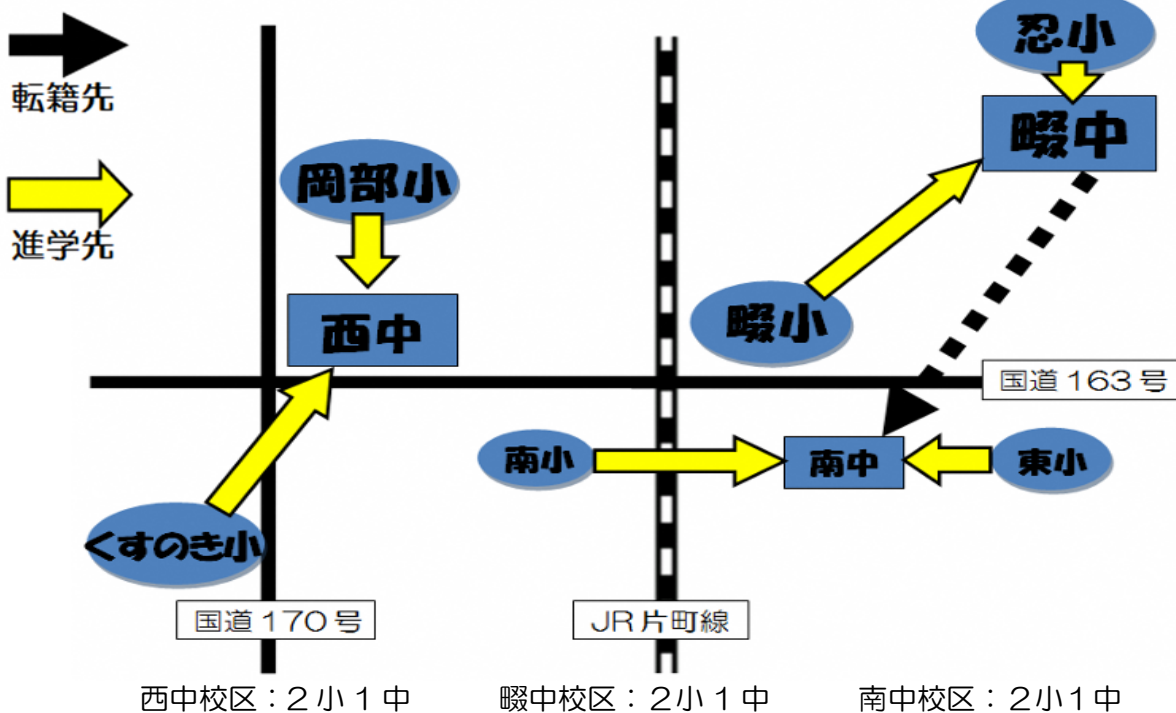 転籍先
進学先
忍小
畷中
岡部小
西中
畷小
国道163号
南小
南中
東小
くすのき小
国道170号
JR片町線
西中校区：２小１中
畷中校区：２小１中
南中校区：２小１中